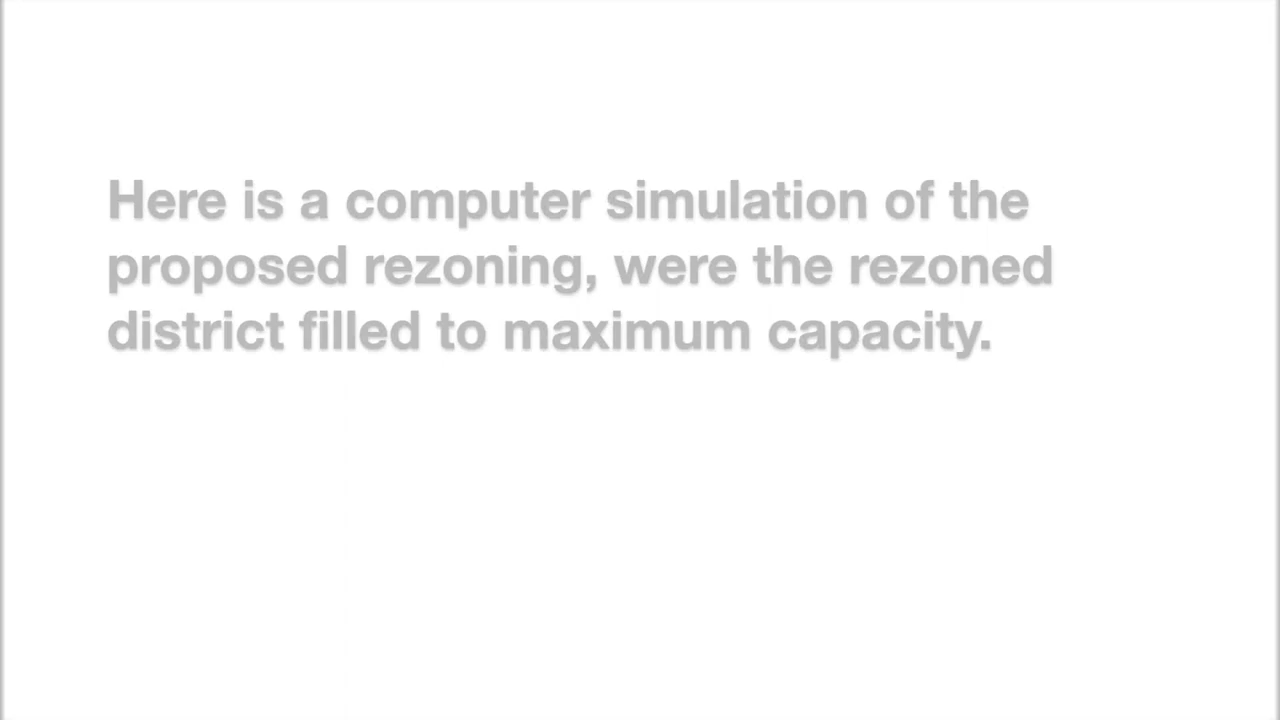 Here is a computer simulation of the
proposed rezoning, were the rezoned
district filled to maximum capacity.